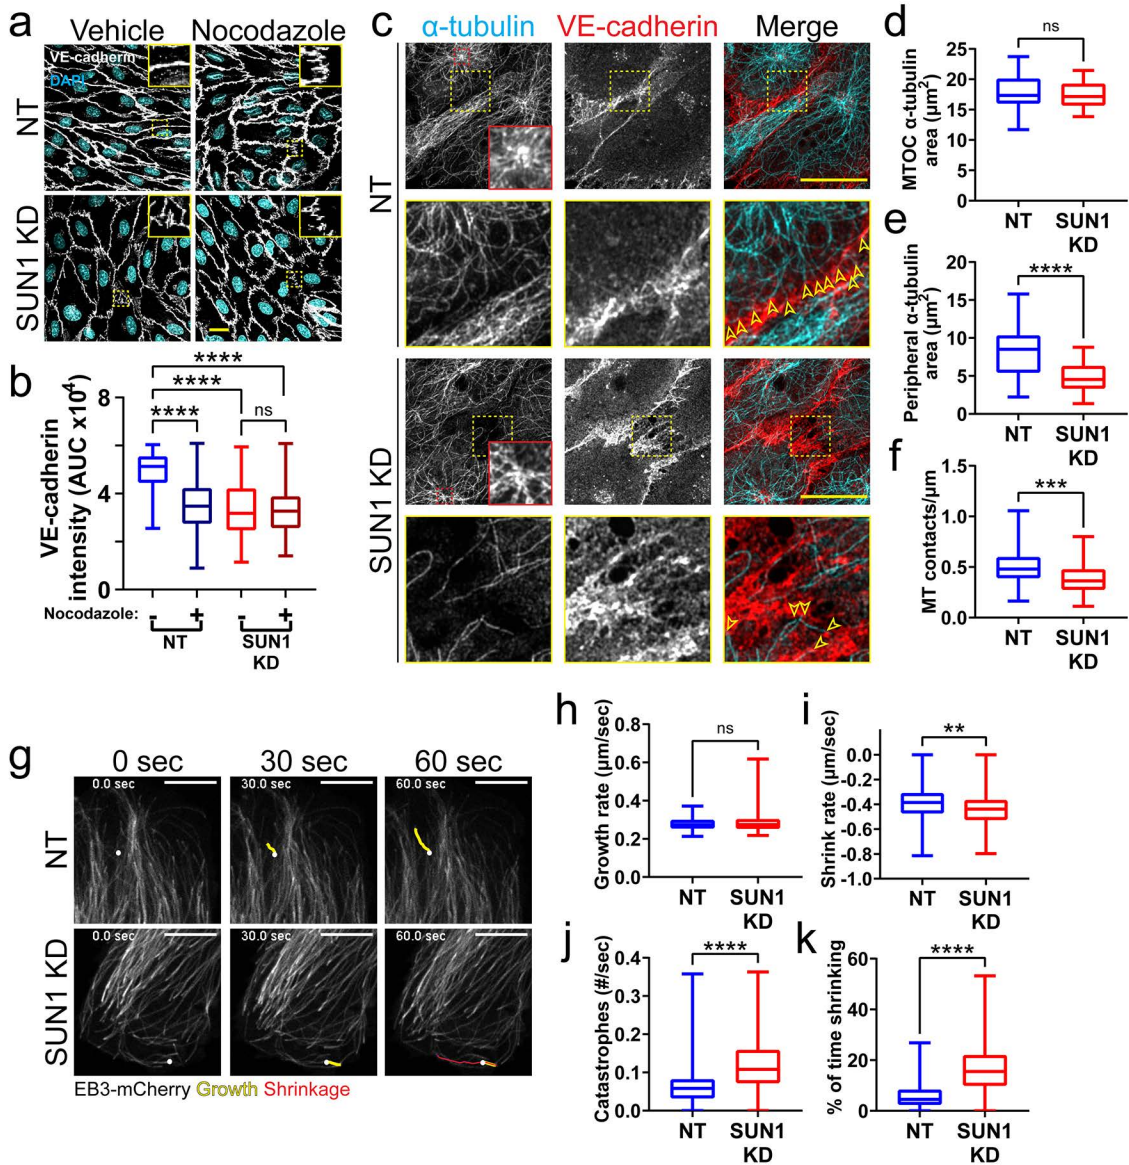 a
Vehicle Nocodazole
VE-cadherin
DAPI
NT
SUN1 KD
b
VE-cadherin
intensity (AUC x10⁴)
8
4
0
****
****
****
ns
Nocodazole: - + - +
NT SUN1
KD
c
α-tubulin VE-cadherin Merge
NT
SUN1 KD
d
MTOC α-tubulin
area (µm²)
25
20
15
10
5
0
ns
NT SUN1
KD
e
Peripheral α-tubulin
area (µm²)
20
15
10
5
0
****
NT SUN1
KD
f
MT contacts/µm
1.5
1.0
0.5
0.0
***
NT SUN1
KD
g
0 sec 30 sec 60 sec
NT
0.0 sec 30.0 sec 60.0 sec
SUN1 KD
0.0 sec 30.0 sec 60.0 sec
EB3-mCherry Growth Shrinkage
h
Growth rate (µm/sec)
0.8
0.6
0.4
0.2
0.0
ns
NT SUN1
KD
i
Shrink rate (µm/sec)
0.0
-0.2
-0.4
-0.6
-0.8
-1.0
**
NT SUN1
KD
j
Catastrophes (#/sec)
0.4
0.3
0.2
0.1
0.0
****
NT SUN1
KD
k
% of time shrinking
60
40
20
0
****
NT SUN1
KD